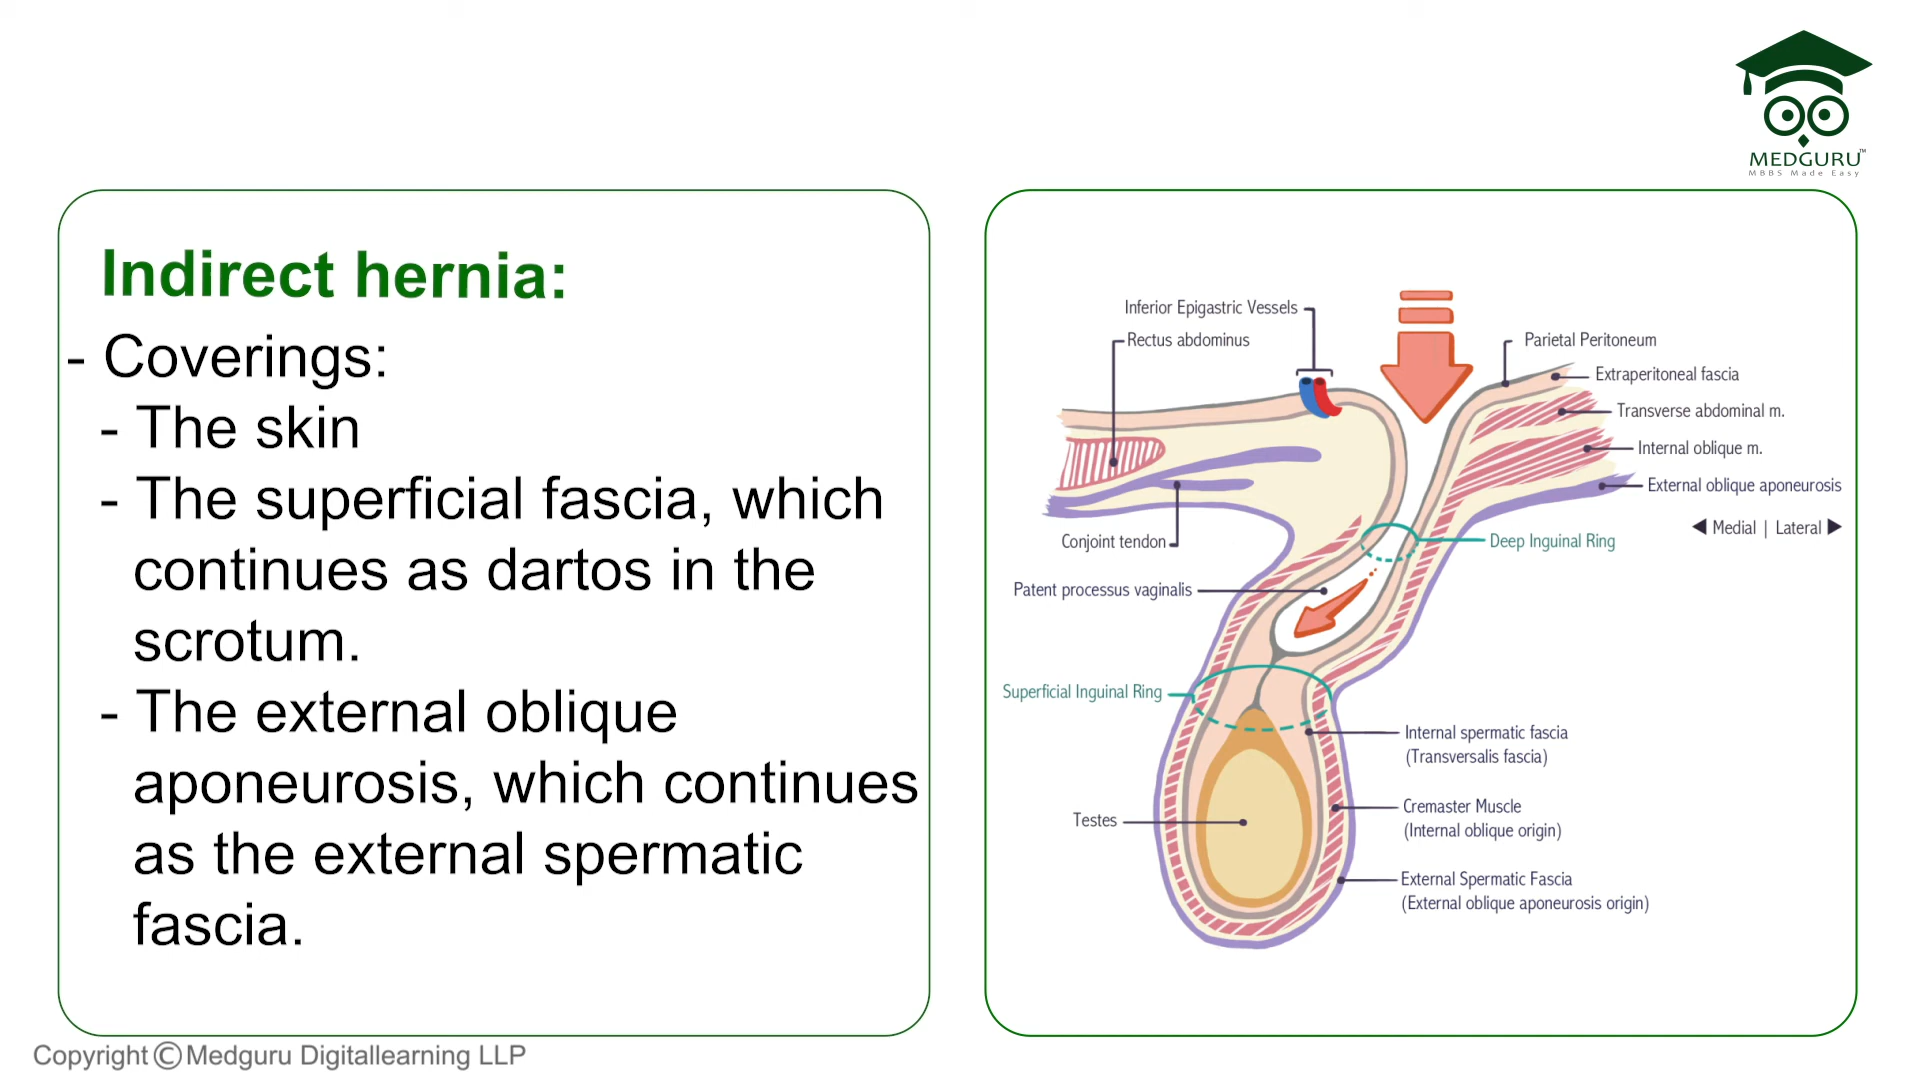 MEDGURU™
MBBS Made Easy
Indirect hernia:
- Coverings:
- The skin
- The superficial fascia, which
continues as dartos in the
scrotum.
- The external oblique
aponeurosis, which continues
as the external spermatic
fascia.
Inferior Epigastric Vessels
Rectus abdominus
Parietal Peritoneum
Extraperitoneal fascia
Transverse abdominal m.
Internal oblique m.
External oblique aponeurosis
◀ Medial | Lateral ▶
Conjoint tendon
Deep Inguinal Ring
Patent processus vaginalis
Superficial Inguinal Ring
Internal spermatic fascia
(Transversalis fascia)
Cremaster Muscle
(Internal oblique origin)
Testes
External Spermatic Fascia
(External oblique aponeurosis origin)
Copyright © Medguru Digitallearning LLP